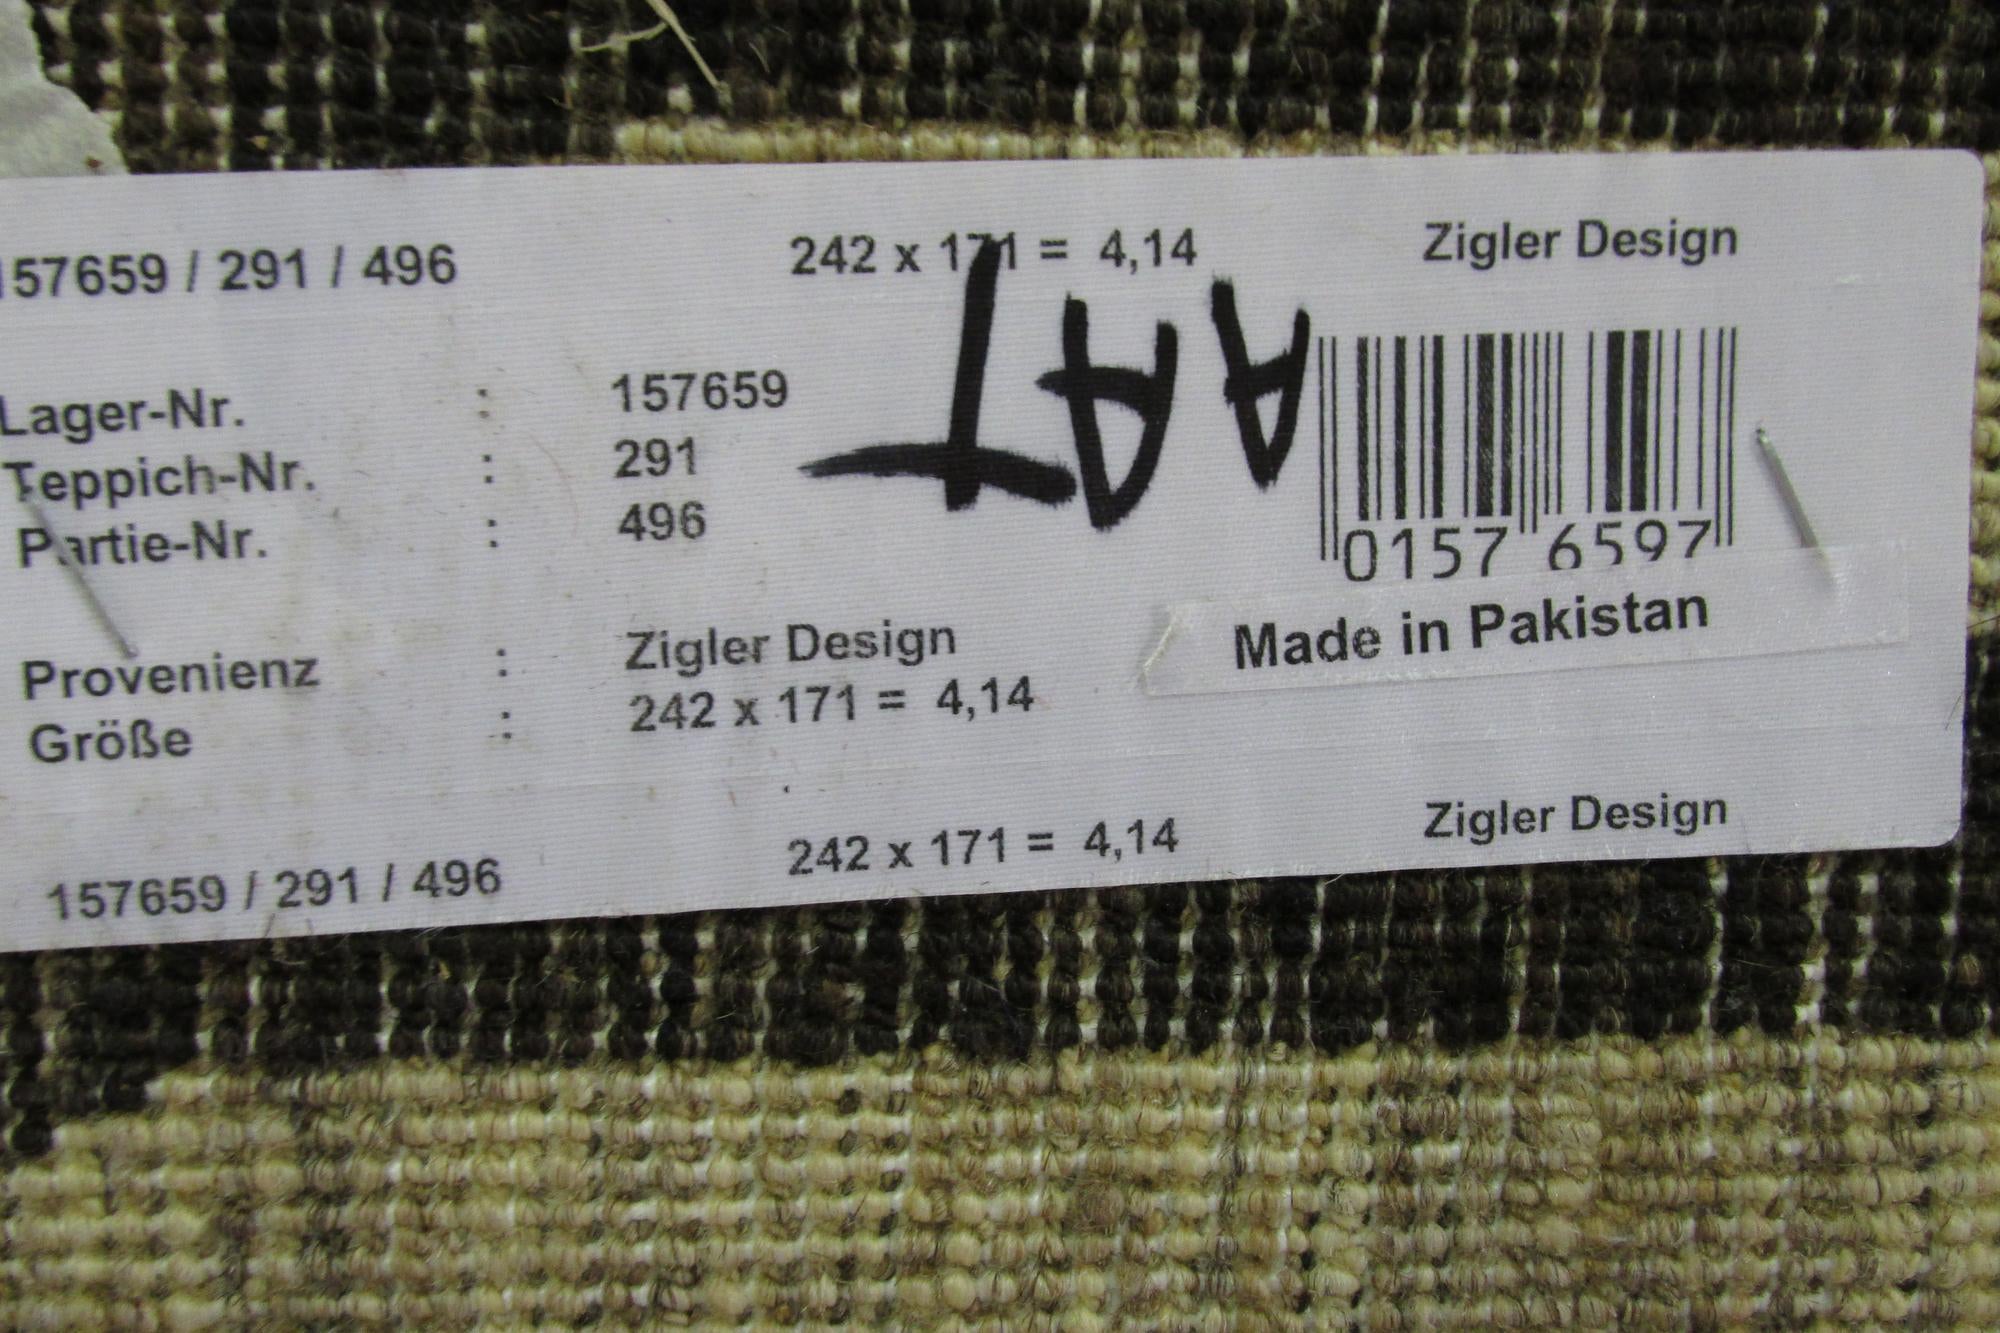 157659 / 291 / 496 242 x 171 = 4,14 Zigler Design
Lager-Nr. : 157659
Teppich-Nr. : 291
Partie-Nr. : 496
AAT
0157 6597
Made in Pakistan
Provenienz : Zigler Design
Größe : 242 x 171 = 4,14
157659 / 291 / 496 242 x 171 = 4,14 Zigler Design